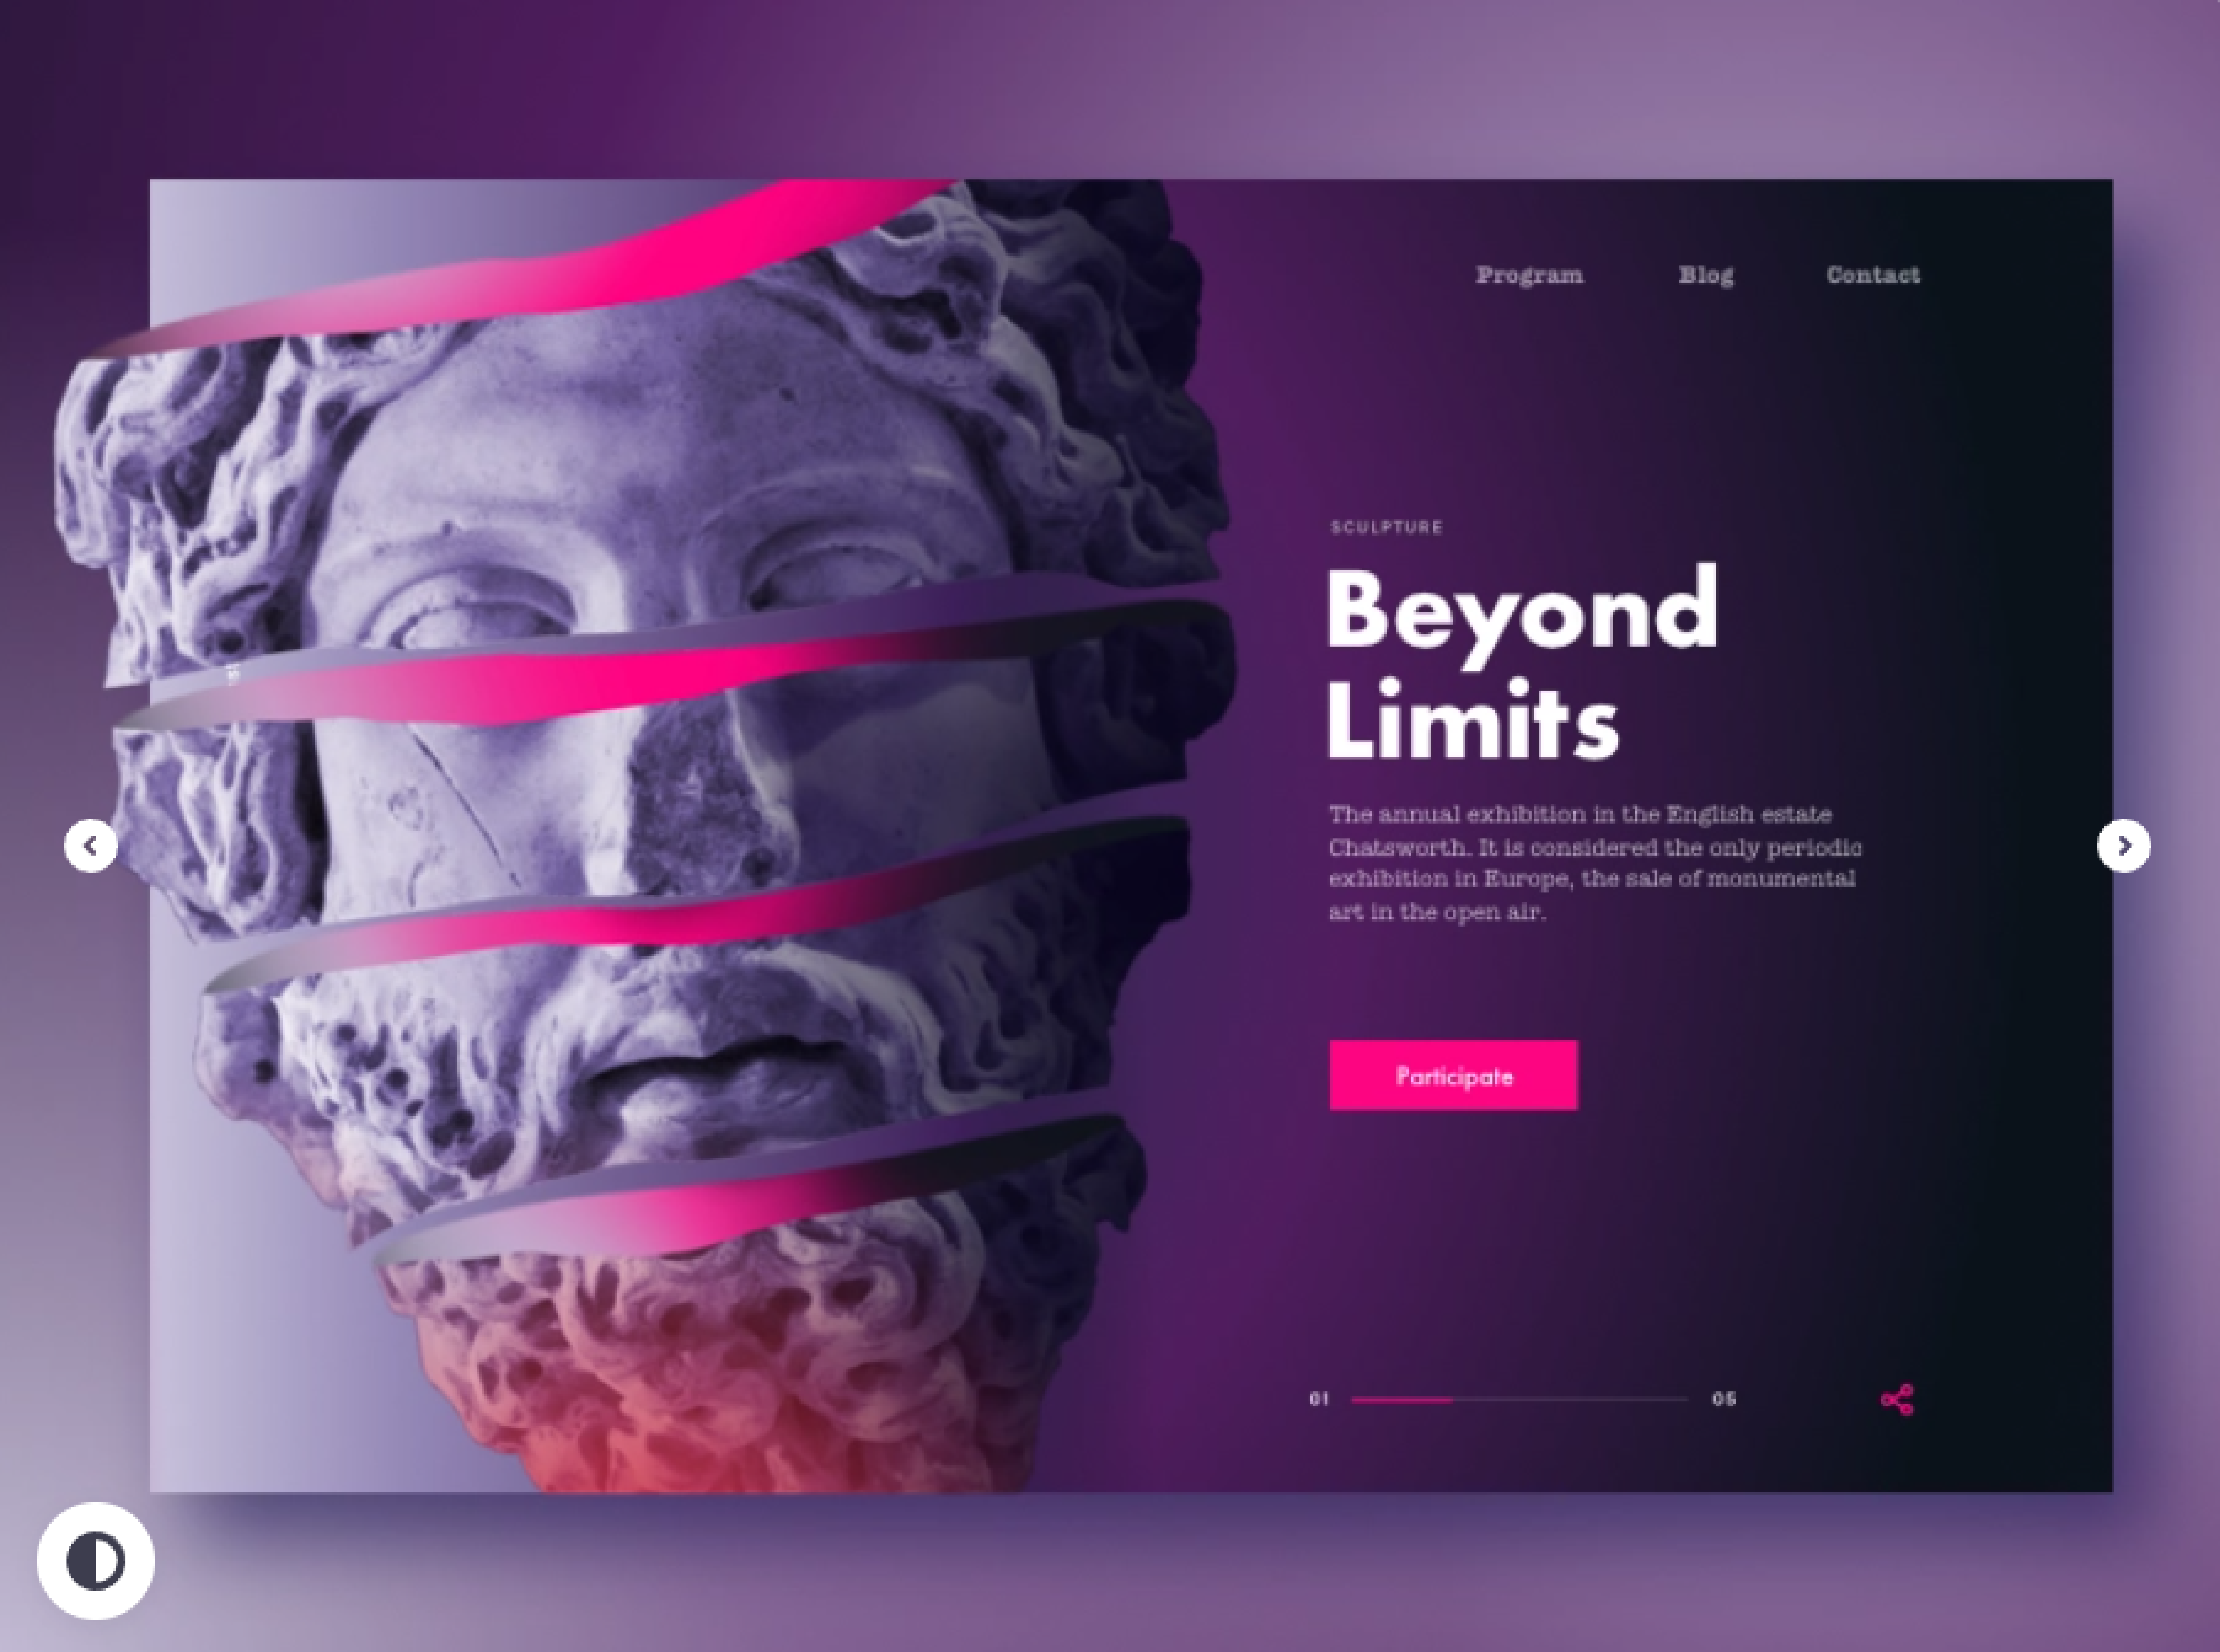 Program
Blog
Contact
SCULPTURE
Beyond
Limits
The annual exhibition in the English estate
Chatsworth. It is considered the only periodic
exhibition in Europe, the sale of monumental
art in the open air.
Participate
01
05